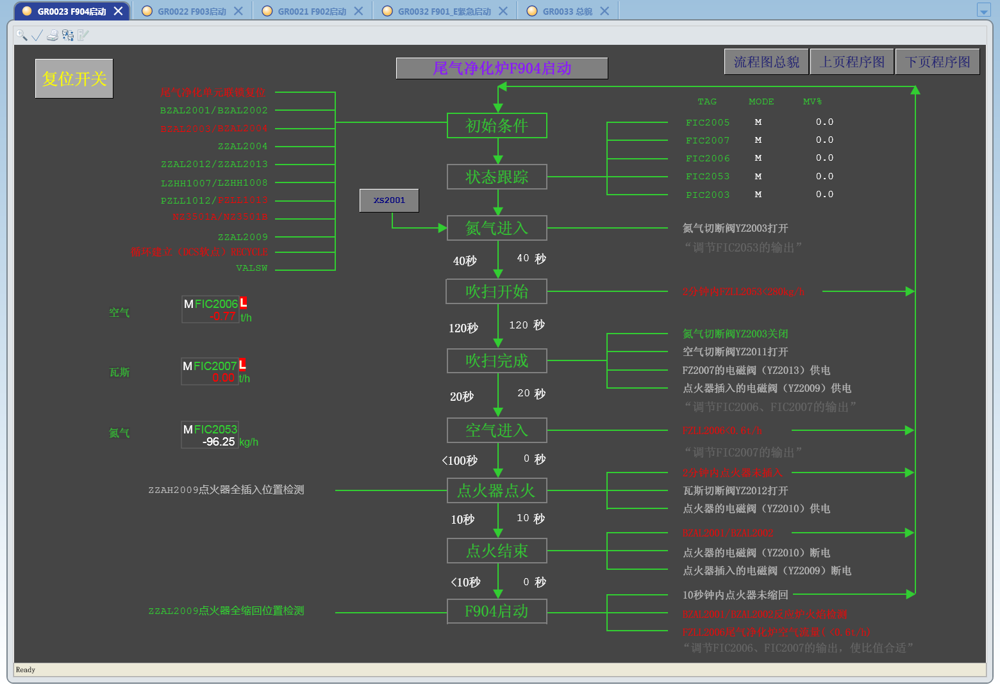 GR0023 F904启动
GR0022 F903启动
GR0021 F902启动
GR0032 F901_E紧急启动
GR0033 总貌
复位开关
尾气净化炉F904启动
流程图总貌
上页程序图
下页程序图
尾气净化单元联锁复位
BZAL2001/BZAL2002
BZAL2003/BZAL2004
ZZAL2004
ZZAL2012/ZZAL2013
LZHH1007/LZHH1008
PZLL1012/PZLL1013
NZ3501A/NZ3501B
ZZAL2009
循环建立（DCS软点）RECYCLE
VALSW
TAG MODE MV%
FIC2005 M 0.0
FIC2007 M 0.0
FIC2006 M 0.0
FIC2053 M 0.0
PIC2003 M 0.0
初始条件
状态跟踪
XS2001
氮气进入
氮气切断阀YZ2003打开
“调节FIC2053的输出”
40秒 40 秒
吹扫开始
2分钟内FZLL2053<280kg/h
120秒 120 秒
吹扫完成
氮气切断阀YZ2003关闭
空气切断阀YZ2011打开
FZ2007的电磁阀（YZ2013）供电
点火器插入的电磁阀（YZ2009）供电
“调节FIC2006、FIC2007的输出”
20秒 20 秒
空气进入
FZLL2006<0.6t/h
“调节FIC2007的输出”
<100秒 0 秒
空气
M FIC2006 L
-0.77 t/h
瓦斯
M FIC2007 L
0.00 t/h
氮气
M FIC2053
-96.25 kg/h
ZZAH2009点火器全插入位置检测
点火器点火
2分钟内点火器未插入
瓦斯切断阀YZ2012打开
点火器的电磁阀（YZ2010）供电
10秒 10 秒
点火结束
BZAL2001/BZAL2002
点火器的电磁阀（YZ2010）断电
点火器插入的电磁阀（YZ2009）断电
<10秒 0 秒
ZZAL2009点火器全缩回位置检测
F904启动
10秒钟内点火器未缩回
BZAL2001/BZAL2002反应炉火焰检测
FZLL2006尾气净化炉空气流量(<0.6t/h)
“调节FIC2006、FIC2007的输出，使比值合适”
Ready